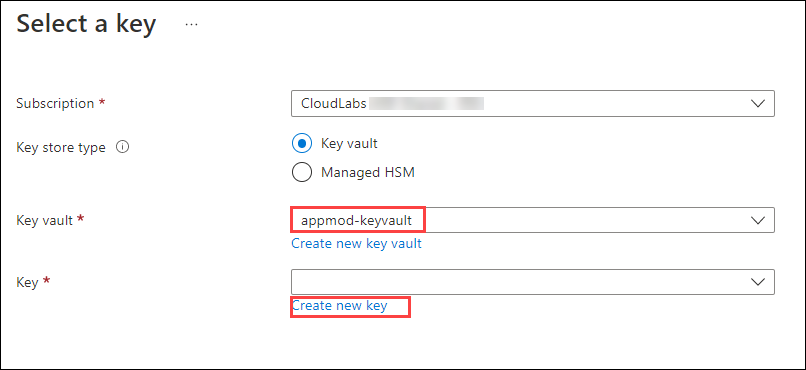 Select a key ...
Subscription *
CloudLabs
Key store type
Key vault
Managed HSM
Key vault *
appmod-keyvault
Create new key vault
Key *
Create new key